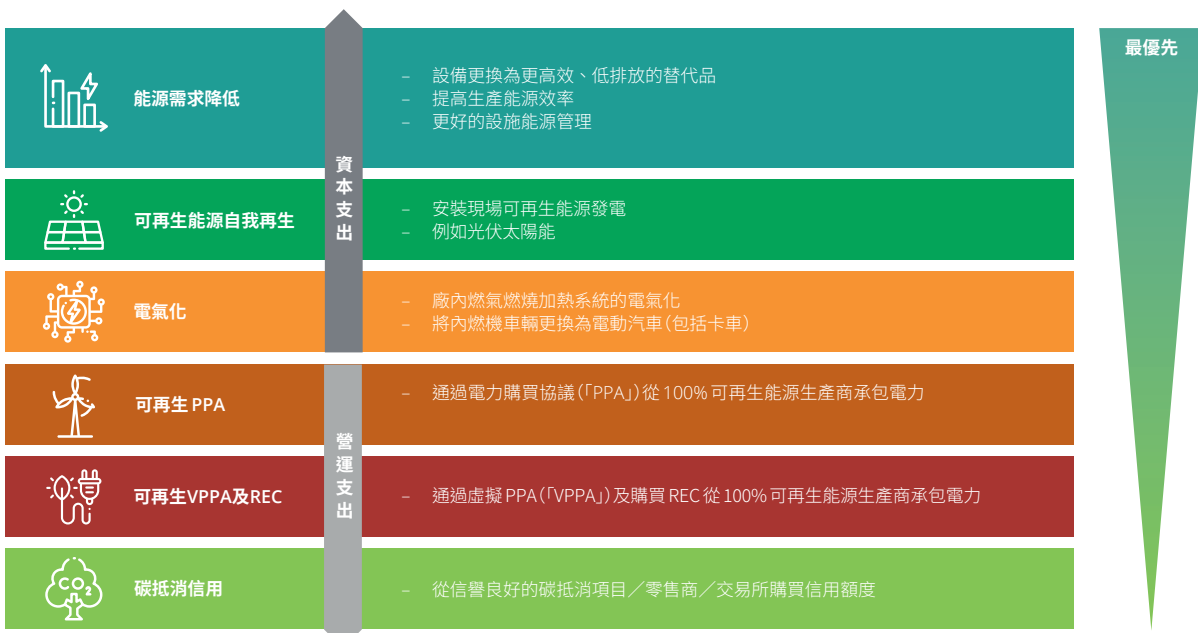 最優先
能源需求降低
– 設備更換為更高效、低排放的替代品
– 提高生產能源效率
– 更好的設施能源管理
資本支出
可再生能源自我再生
– 安裝現場可再生能源發電
– 例如光伏太陽能
電氣化
– 廠內燃氣燃燒加熱系統的電氣化
– 將內燃機車輛更換為電動汽車(包括卡車)
可再生 PPA
– 通過電力購買協議(「PPA」)從 100% 可再生能源生產商承包電力
營運支出
可再生VPPA及REC
– 通過虛擬 PPA(「VPPA」)及購買 REC 從 100% 可再生能源生產商承包電力
CO2
碳抵消信用
– 從信譽良好的碳抵消項目／零售商／交易所購買信用額度